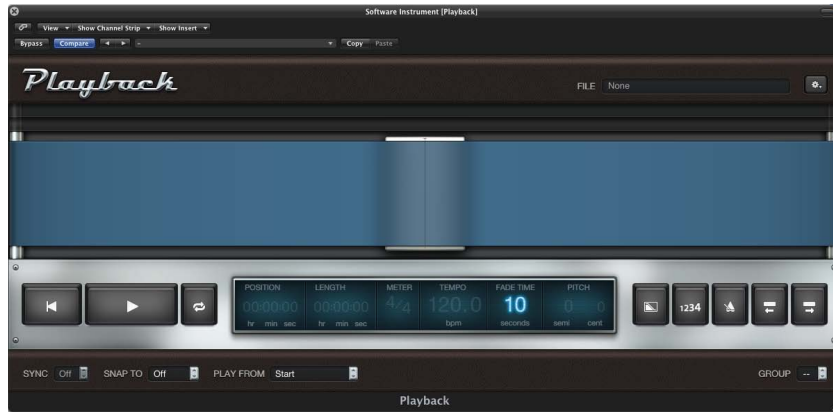 Software Instrument [Playback]
View Show Channel Strip Show Insert
Bypass Compare - Copy Paste
Playback
FILE None
POSITION LENGTH METER TEMPO FADE TIME PITCH
00:00:00 00:00:00 4/4 120.0 10 0 0
hr min sec hr min sec bpm seconds semi cent
1234
SYNC Off SNAP TO Off PLAY FROM Start GROUP --
Playback